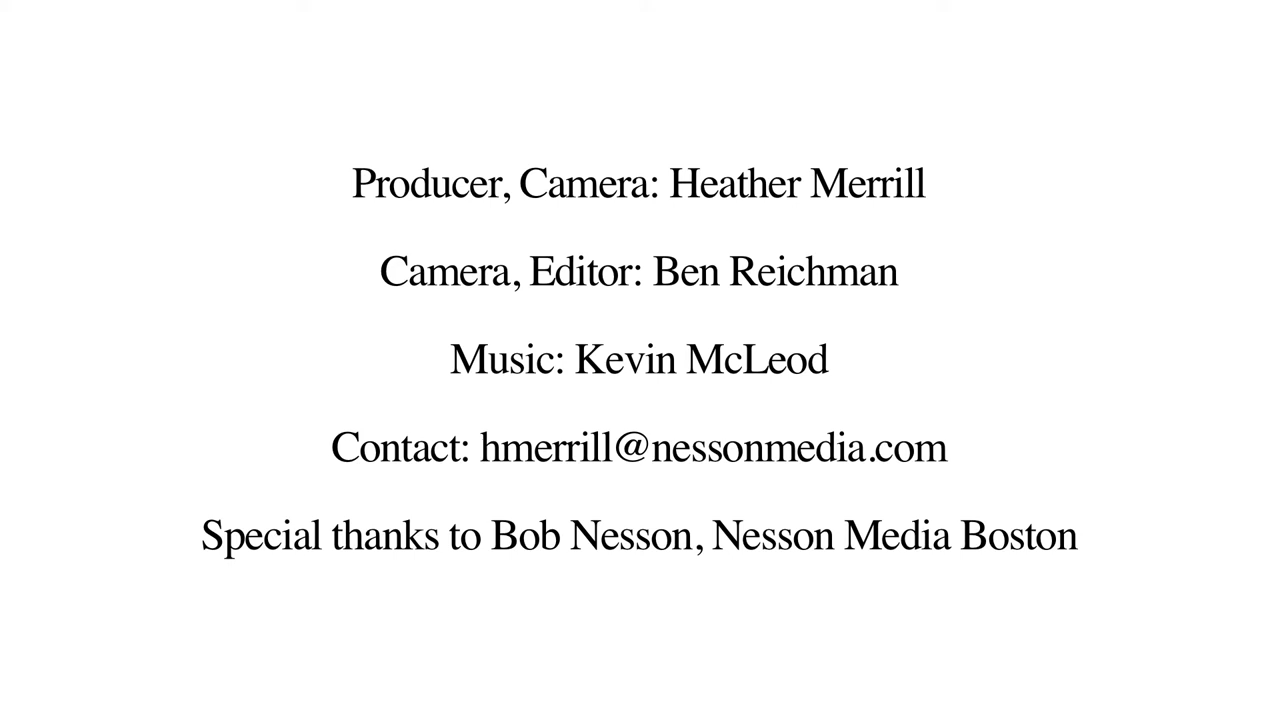 Producer, Camera: Heather Merrill
Camera, Editor: Ben Reichman
Music: Kevin McLeod
Contact: hmerrill@nessonmedia.com
Special thanks to Bob Nesson, Nesson Media Boston